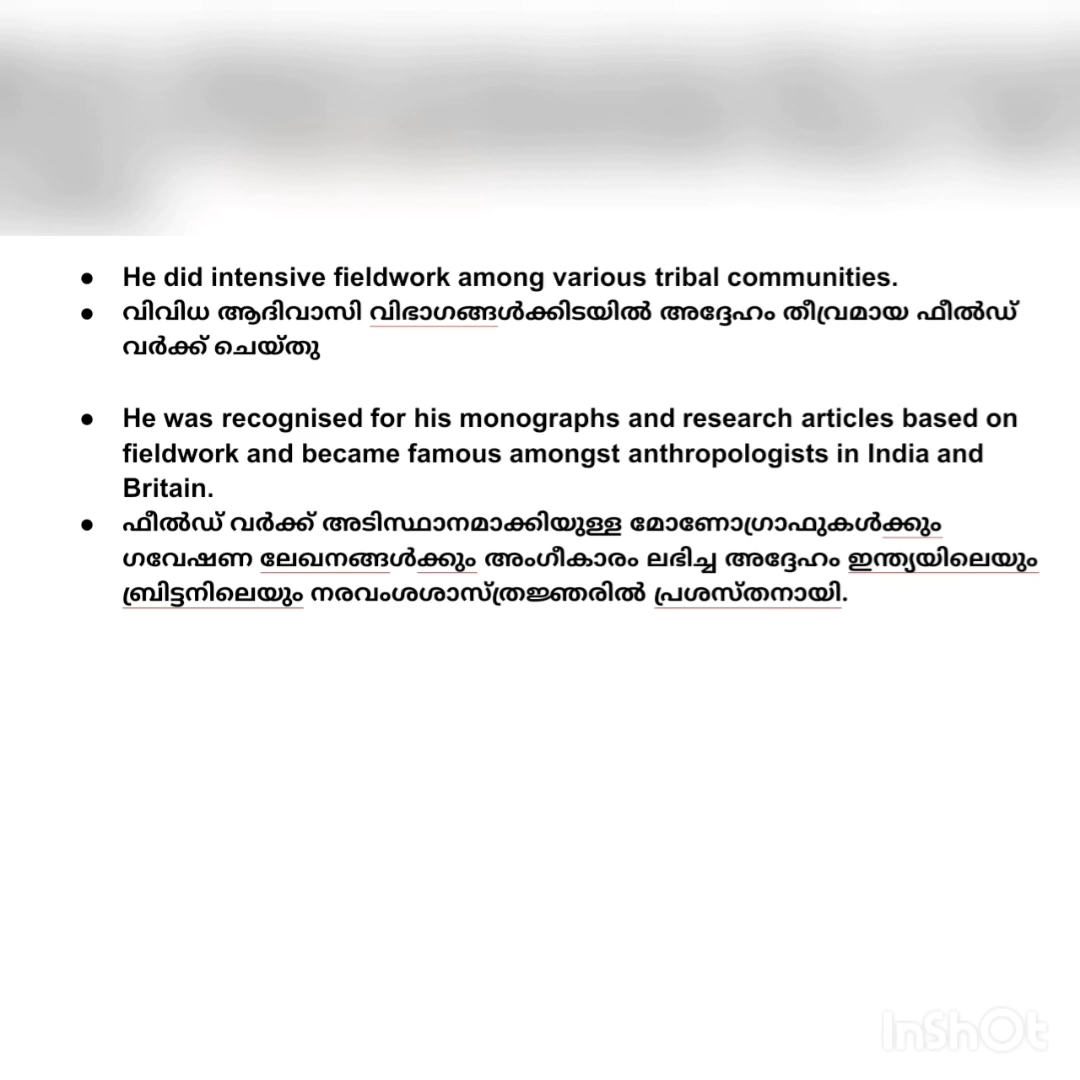 ● He did intensive fieldwork among various tribal communities.
● വിവിധ ആദിവാസി വിഭാഗങ്ങൾക്കിടയിൽ അദ്ദേഹം തീവ്രമായ ഫീൽഡ്
വർക്ക് ചെയ്തു
● He was recognised for his monographs and research articles based on
fieldwork and became famous amongst anthropologists in India and
Britain.
● ഫീൽഡ് വർക്ക് അടിസ്ഥാനമാക്കിയുള്ള മോണോഗ്രാഫുകൾക്കും
ഗവേഷണ ലേഖനങ്ങൾക്കും അംഗീകാരം ലഭിച്ച അദ്ദേഹം ഇന്ത്യയിലെയും
ബ്രിട്ടനിലെയും നരവംശശാസ്ത്രജ്ഞരിൽ പ്രശസ്തനായി.
InShOt